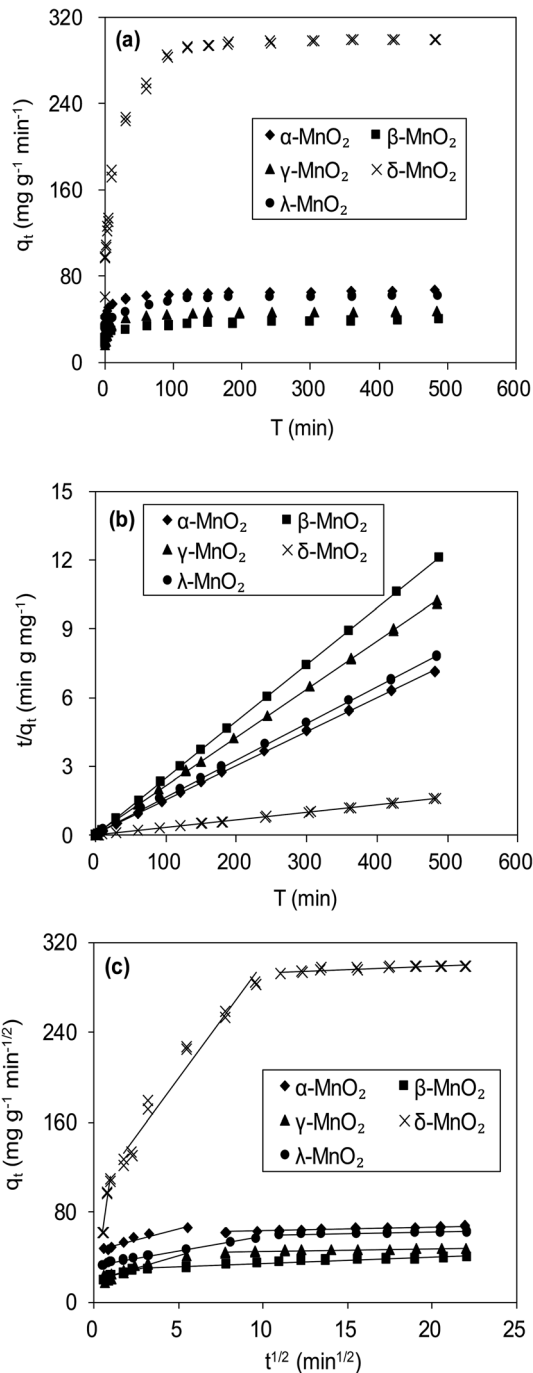 (a)
320
240
160
80
0
qt (mg g⁻¹ min⁻¹)
α-MnO₂ β-MnO₂
γ-MnO₂ δ-MnO₂
λ-MnO₂
0 100 200 300 400 500 600
T (min)
(b)
15
12
9
6
3
0
t/qt (min g mg⁻¹)
α-MnO₂ β-MnO₂
γ-MnO₂ δ-MnO₂
λ-MnO₂
0 100 200 300 400 500 600
T (min)
(c)
320
240
160
80
0
qt (mg g⁻¹ min⁻¹/²)
α-MnO₂ β-MnO₂
γ-MnO₂ δ-MnO₂
λ-MnO₂
0 5 10 15 20 25
t¹/² (min¹/²)